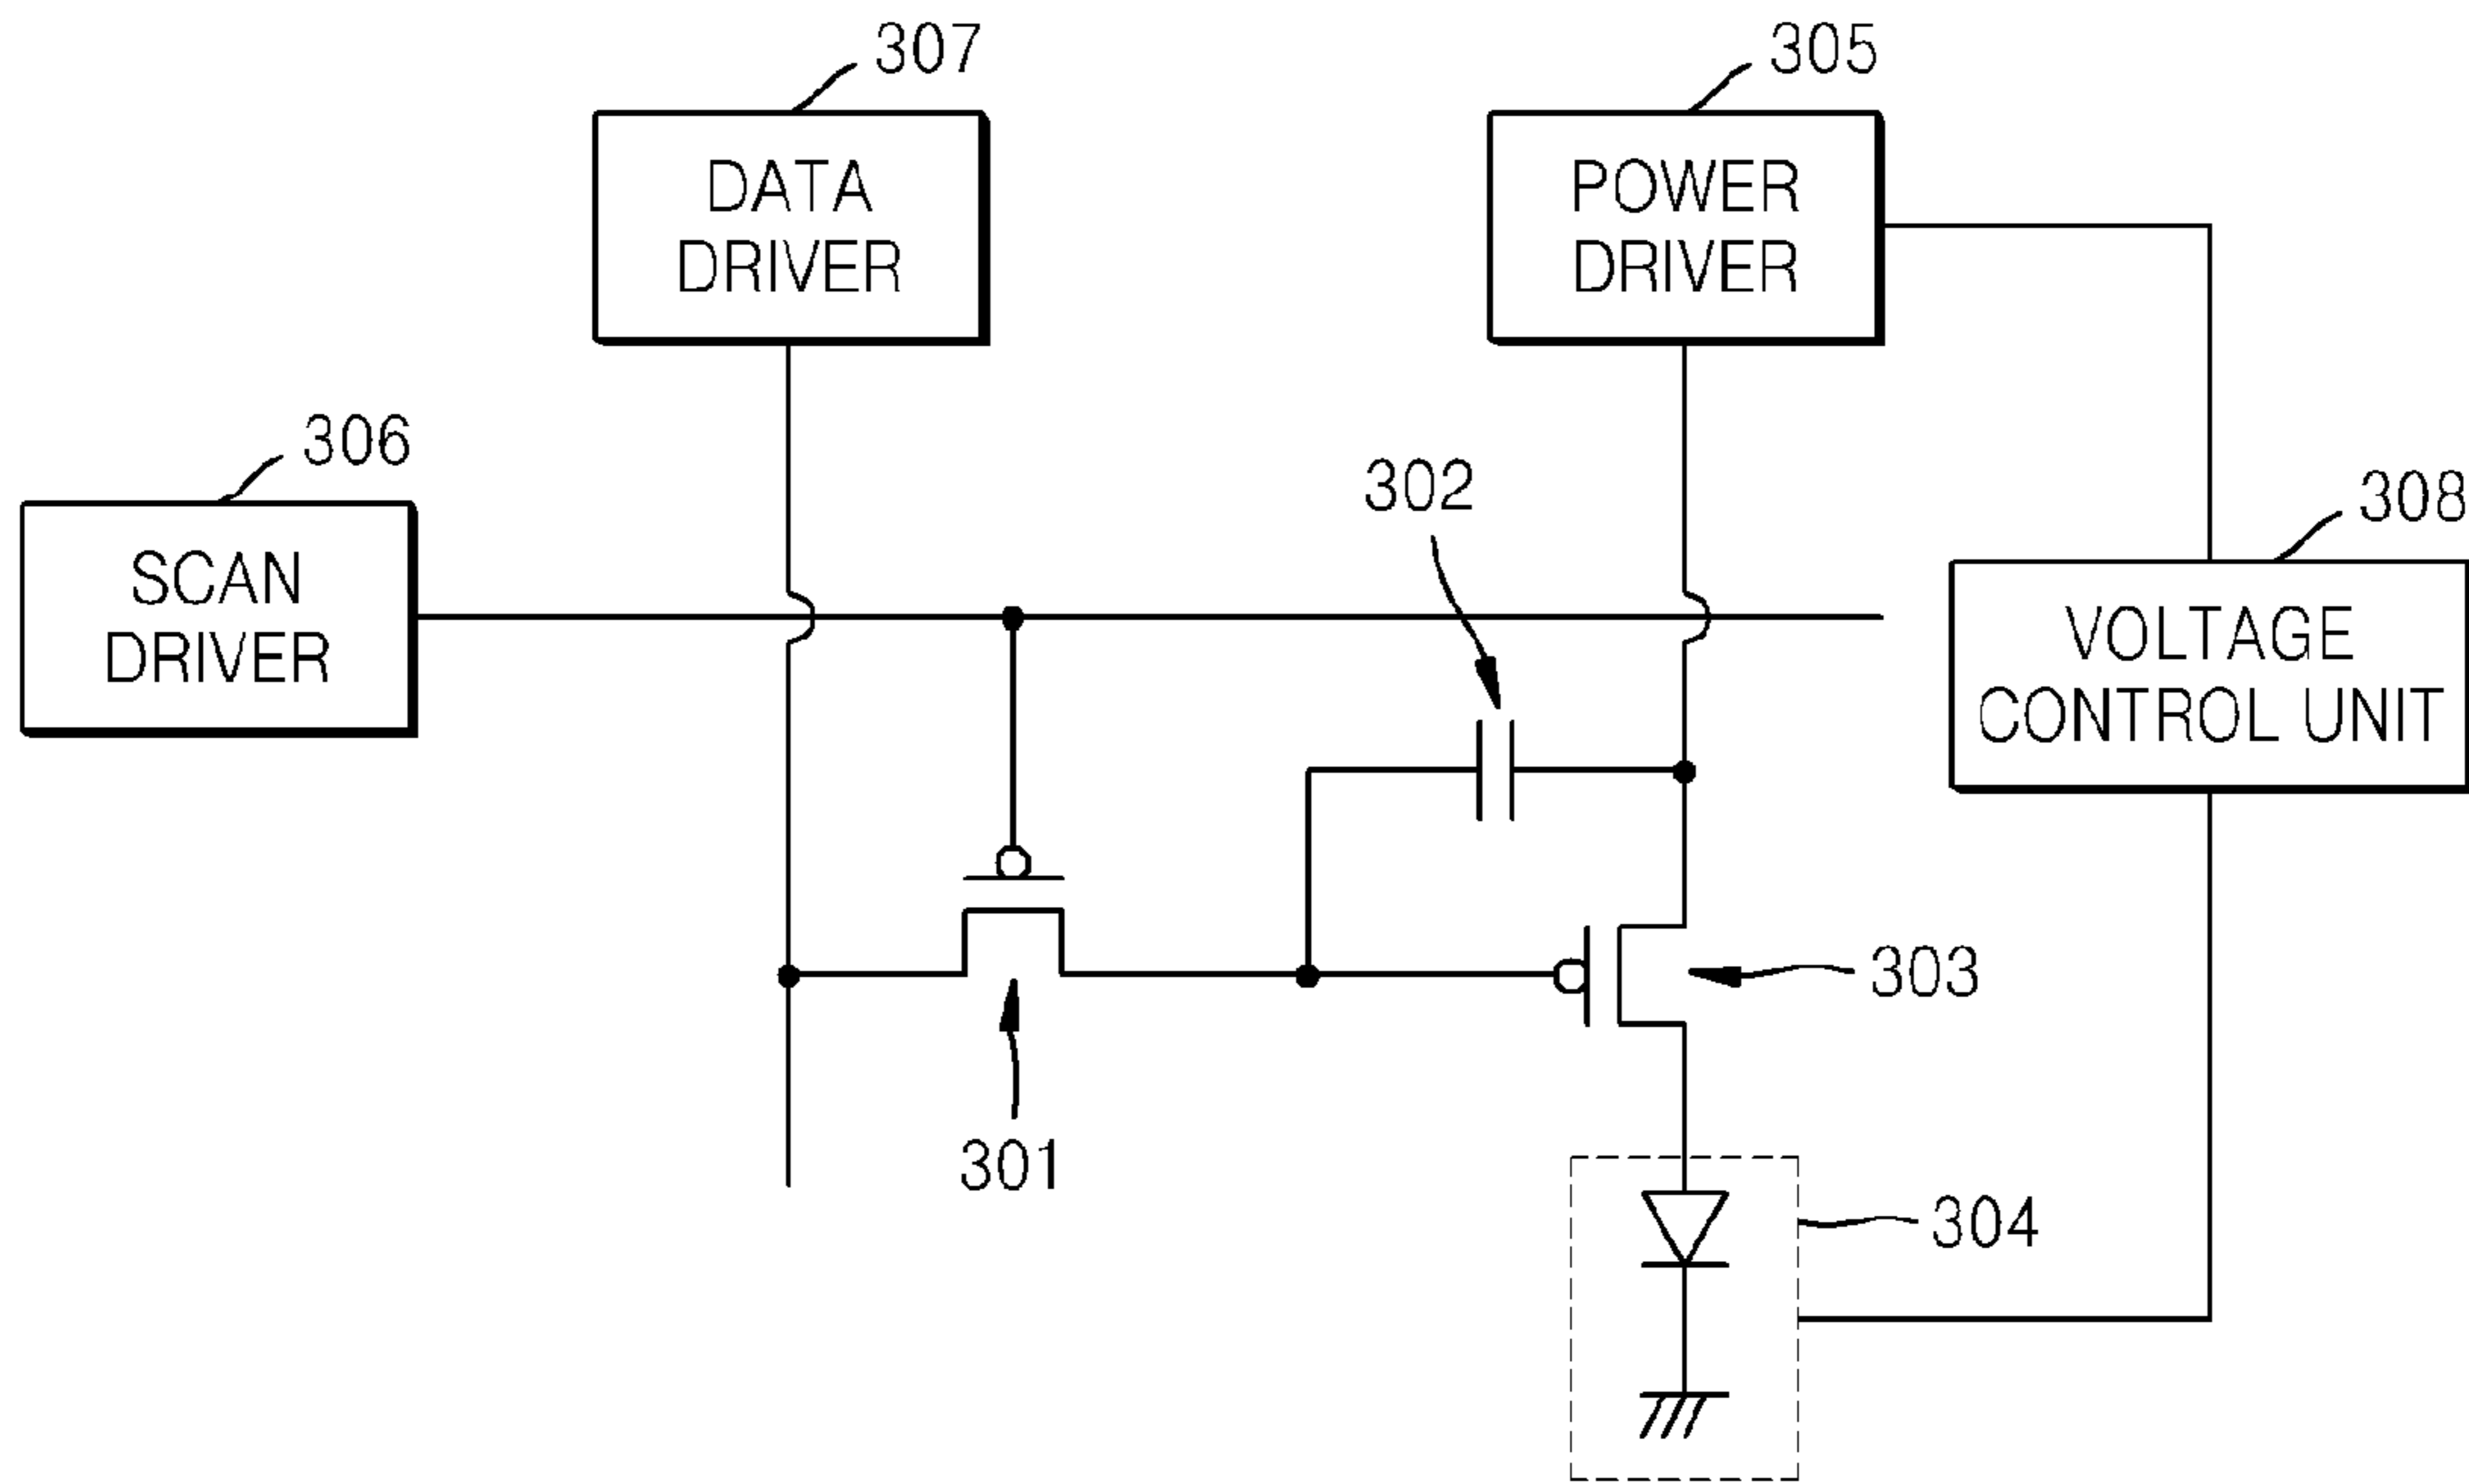 307
305
DATA
DRIVER
POWER
DRIVER
306
302
308
SCAN
DRIVER
VOLTAGE
CONTROL UNIT
303
301
304